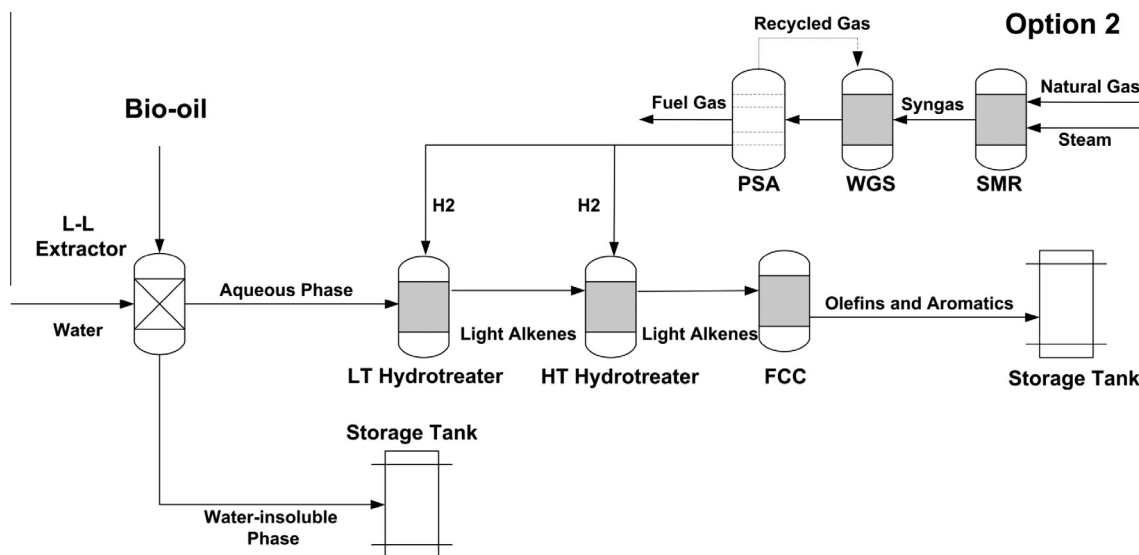 Option 2
Recycled Gas
Bio-oil
Fuel Gas
Syngas
Natural Gas
Steam
PSA
WGS
SMR
H2
H2
L-L
Extractor
Aqueous Phase
Water
Light Alkenes
Light Alkenes
Olefins and Aromatics
LT Hydrotreater
HT Hydrotreater
FCC
Storage Tank
Storage Tank
Water-insoluble
Phase